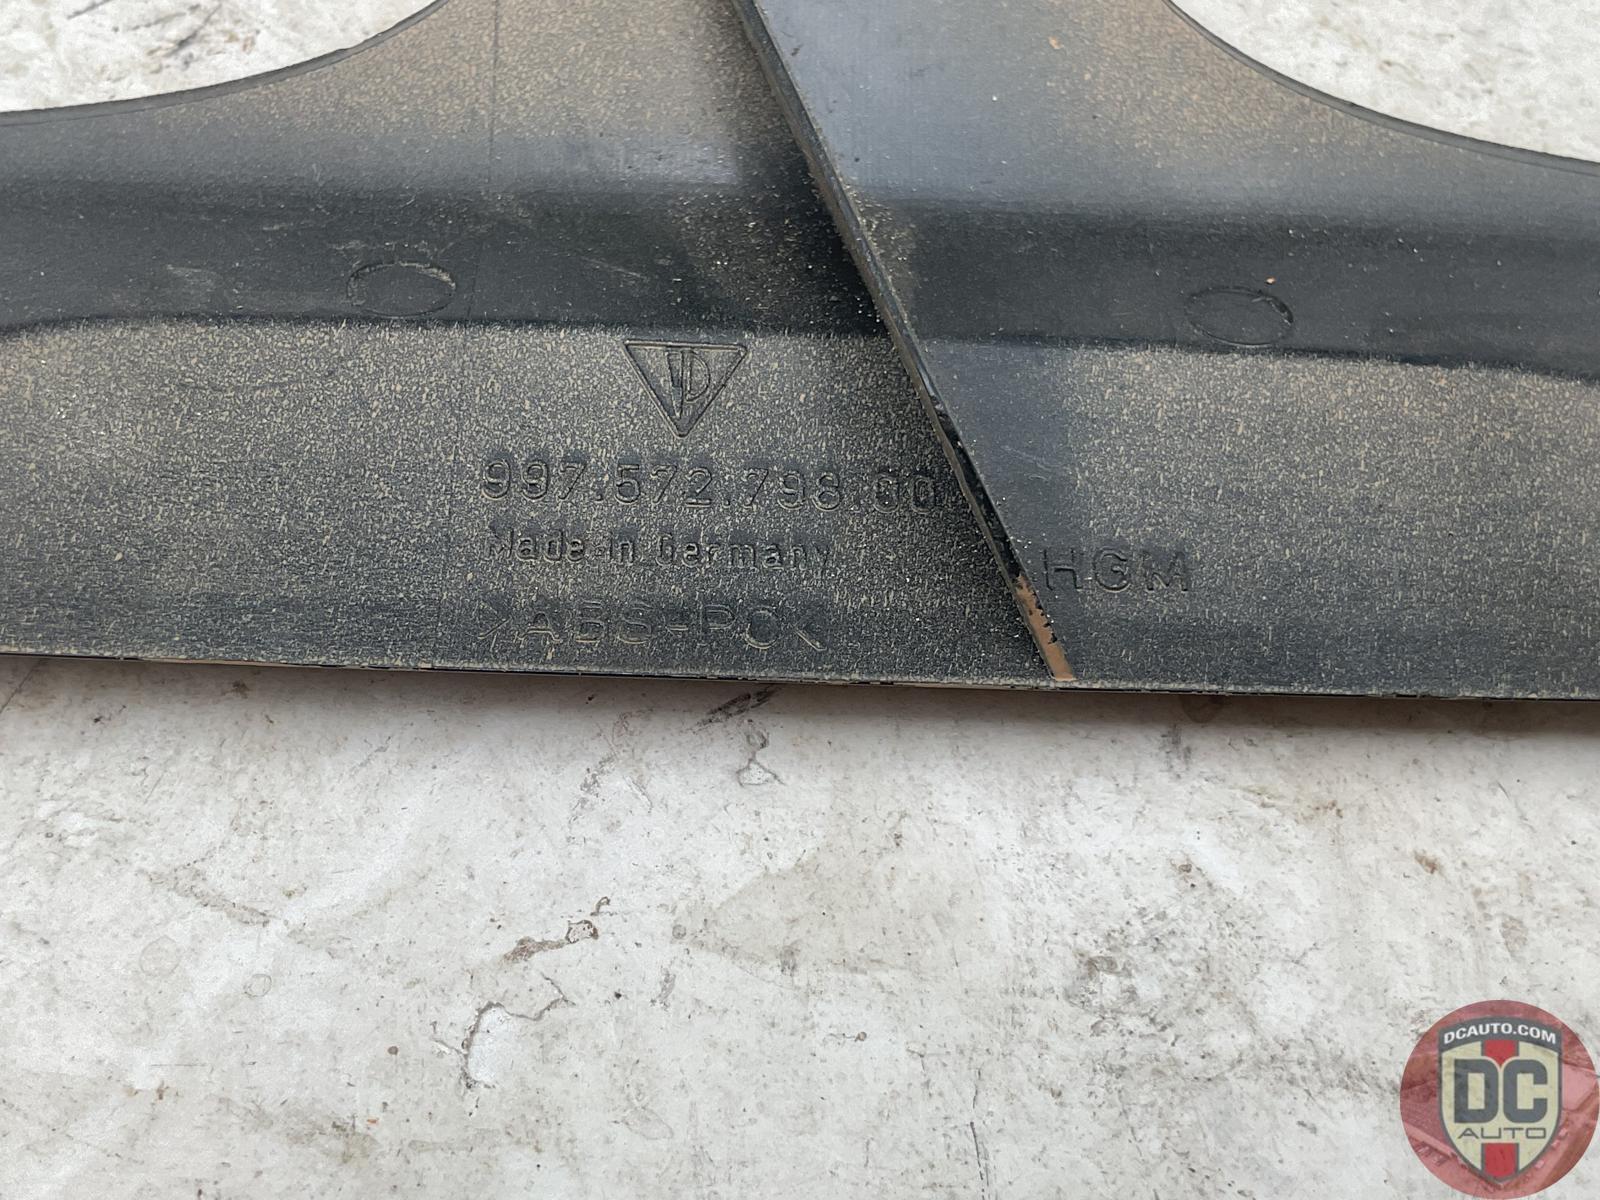 997.572.798.00
Made in Germany
HGM
>ABS-PC<
DCAUTO.COM
DC
AUTO